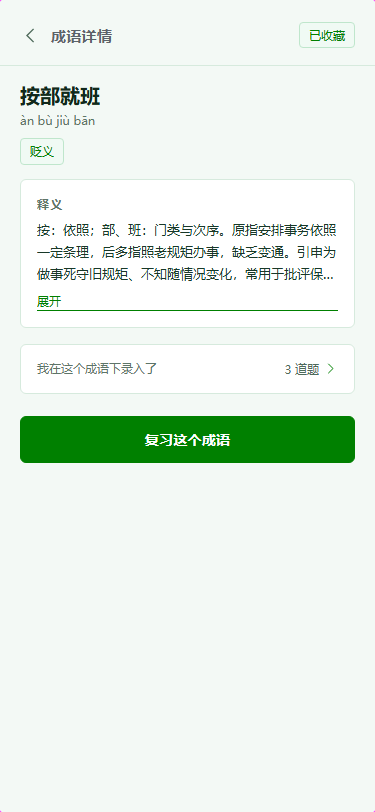 成语详情
已收藏
按部就班
àn bù jiù bān
贬义
释义
按：依照；部、班：门类与次序。原指安排事务依照
一定条理，后多指照老规矩办事，缺乏变通。引申为
做事死守旧规矩、不知随情况变化，常用于批评保...
展开
我在这个成语下录入了
3 道题
复习这个成语